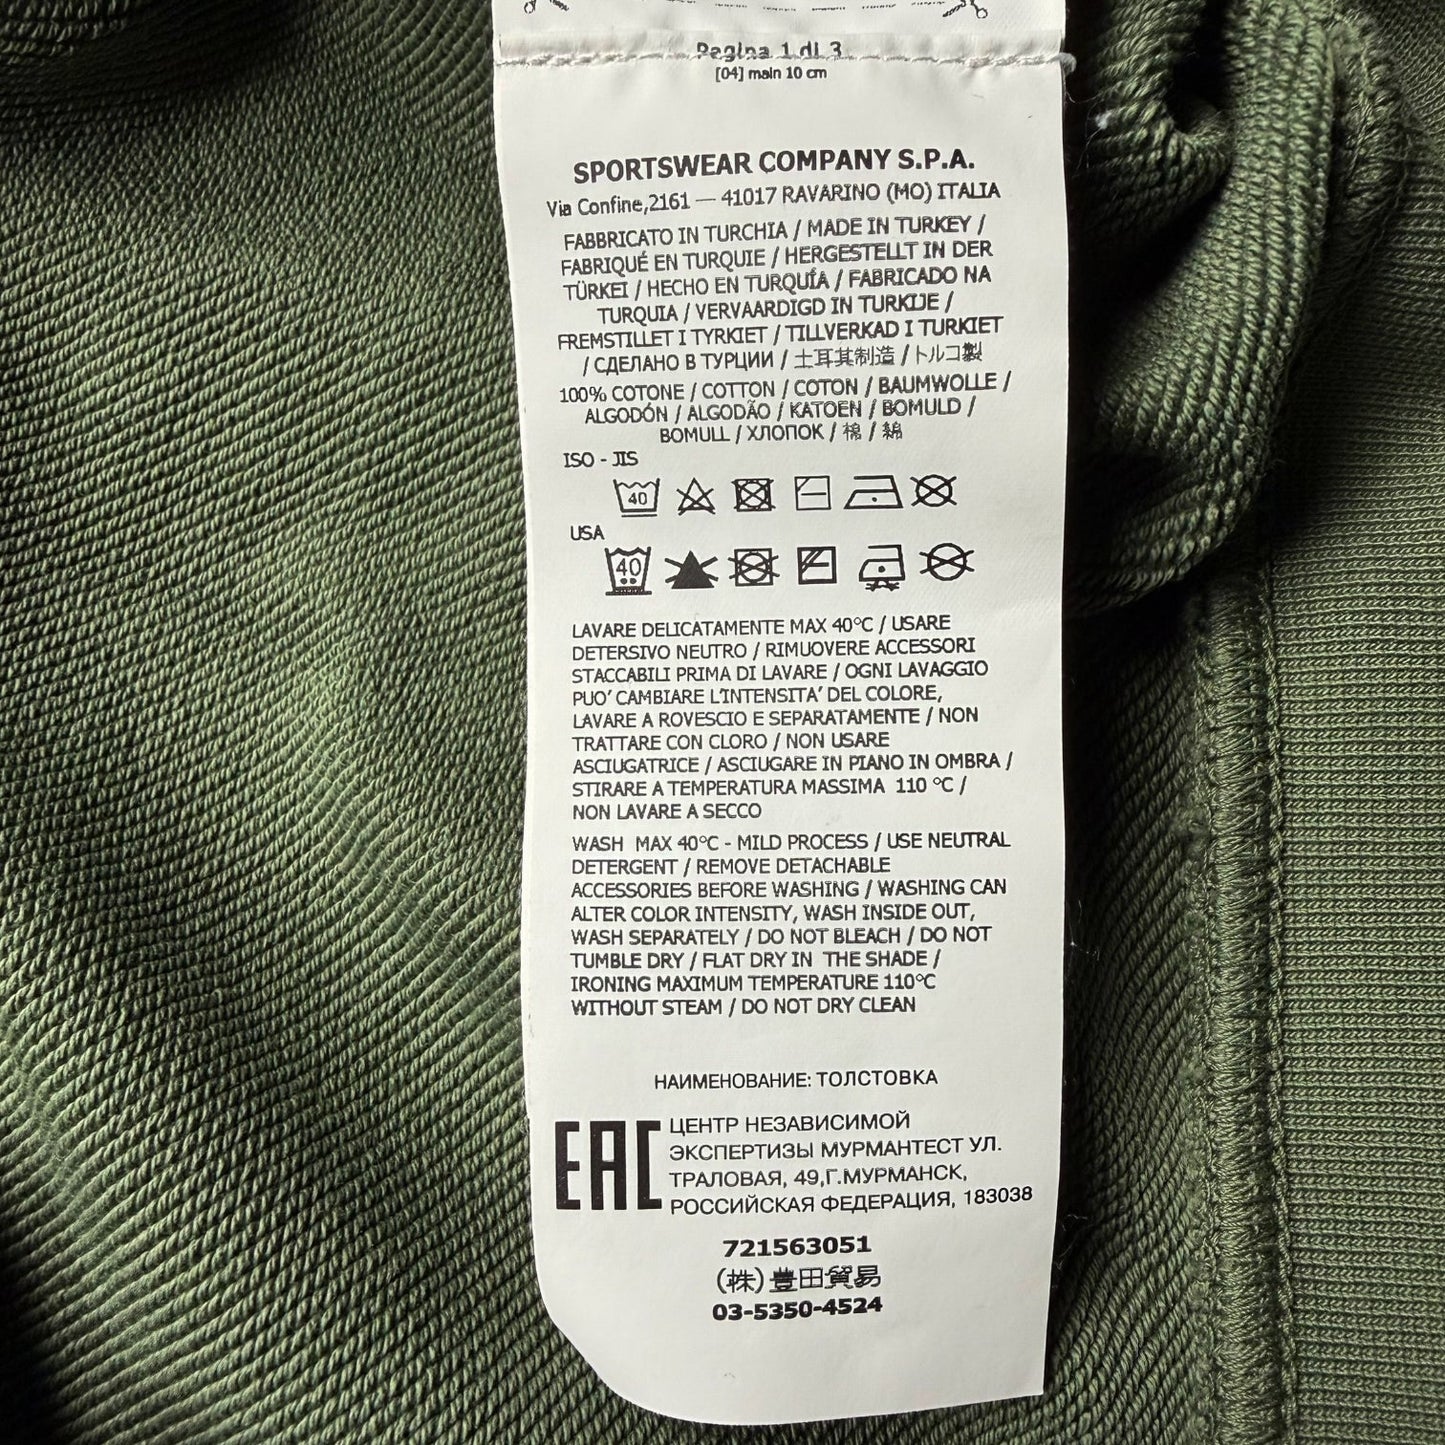 Pagina 1 di 3
[04] main 10 cm
SPORTSWEAR COMPANY S.P.A.
Via Confine,2161 — 41017 RAVARINO (MO) ITALIA
FABBRICATO IN TURCHIA / MADE IN TURKEY /
FABRIQUÉ EN TURQUIE / HERGESTELLT IN DER
TÜRKEI / HECHO EN TURQUÍA / FABRICADO NA
TURQUIA / VERVAARDIGD IN TURKIJE /
FREMSTILLET I TYRKIET / TILLVERKAD I TURKIET
/ СДЕЛАНО В ТУРЦИИ / 土耳其制造 / トルコ製
100% COTONE / COTTON / COTON / BAUMWOLLE /
ALGODÓN / ALGODÃO / KATOEN / BOMULD /
BOMULL / ХЛОПОК / 棉 / 綿
ISO - JIS
40
USA
40
LAVARE DELICATAMENTE MAX 40°C / USARE
DETERSIVO NEUTRO / RIMUOVERE ACCESSORI
STACCABILI PRIMA DI LAVARE / OGNI LAVAGGIO
PUO' CAMBIARE L'INTENSITA' DEL COLORE,
LAVARE A ROVESCIO E SEPARATAMENTE / NON
TRATTARE CON CLORO / NON USARE
ASCIUGATRICE / ASCIUGARE IN PIANO IN OMBRA /
STIRARE A TEMPERATURA MASSIMA 110 °C /
NON LAVARE A SECCO
WASH MAX 40°C - MILD PROCESS / USE NEUTRAL
DETERGENT / REMOVE DETACHABLE
ACCESSORIES BEFORE WASHING / WASHING CAN
ALTER COLOR INTENSITY, WASH INSIDE OUT,
WASH SEPARATELY / DO NOT BLEACH / DO NOT
TUMBLE DRY / FLAT DRY IN THE SHADE /
IRONING MAXIMUM TEMPERATURE 110°C
WITHOUT STEAM / DO NOT DRY CLEAN
НАИМЕНОВАНИЕ: ТОЛСТОВКА
EAC
ЦЕНТР НЕЗАВИСИМОЙ
ЭКСПЕРТИЗЫ МУРМАНТЕСТ УЛ.
ТРАЛОВАЯ, 49,Г.МУРМАНСК,
РОССИЙСКАЯ ФЕДЕРАЦИЯ, 183038
721563051
(株)豊田貿易
03-5350-4524